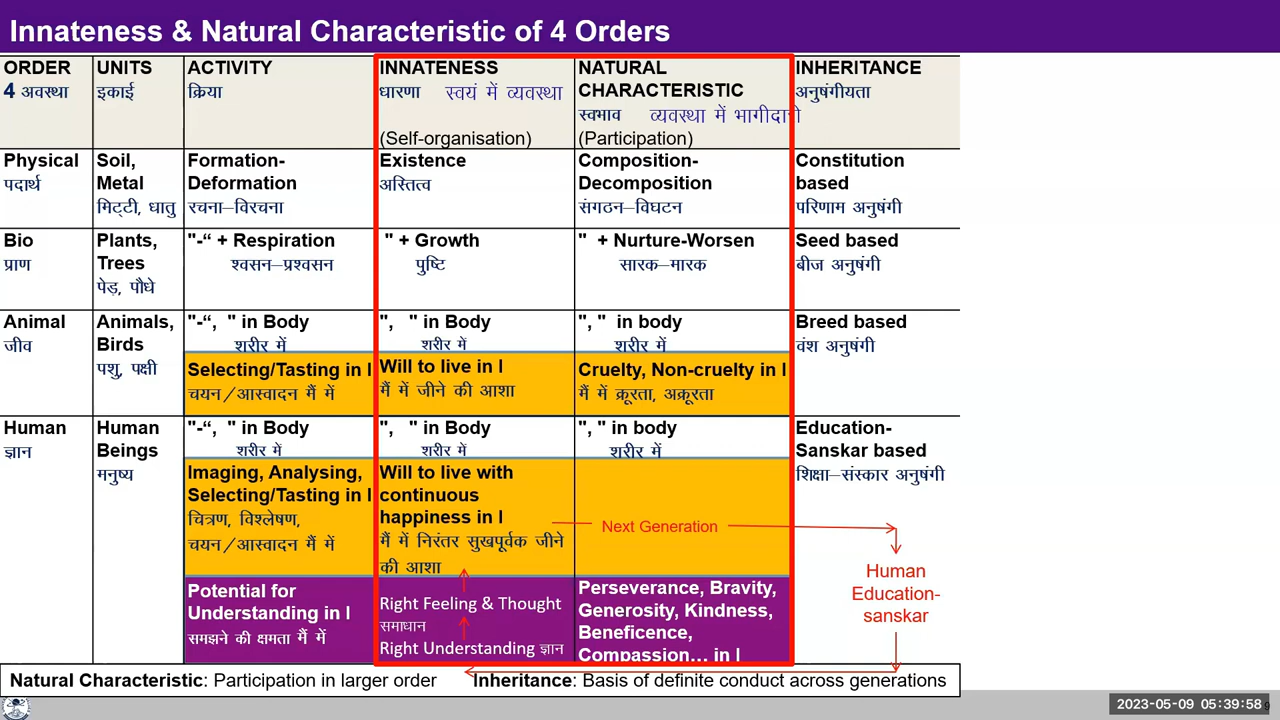 Innateness & Natural Characteristic of 4 Orders
ORDER
4 अवस्था
UNITS
इकाई
ACTIVITY
क्रिया
INNATENESS
धारणा स्वयं में व्यवस्था
(Self-organisation)
NATURAL
CHARACTERISTIC
स्वभाव व्यवस्था में भागीदारी
(Participation)
INHERITANCE
अनुषंगीयता
Physical
पदार्थ
Soil,
Metal
मिट्टी, धातु
Formation-
Deformation
रचना–विरचना
Existence
अस्तित्व
Composition-
Decomposition
संगठन–विघटन
Constitution
based
परिणाम अनुषंगी
Bio
प्राण
Plants,
Trees
पेड़, पौधे
"-“ + Respiration
श्वसन–प्रश्वसन
" + Growth
पुष्टि
" + Nurture-Worsen
सारक–मारक
Seed based
बीज अनुषंगी
Animal
जीव
Animals,
Birds
पशु, पक्षी
"-“, " in Body
शरीर में
Selecting/Tasting in I
चयन/आस्वादन मैं में
", " in Body
शरीर में
Will to live in I
मैं में जीने की आशा
", " in body
शरीर में
Cruelty, Non-cruelty in I
मैं में क्रूरता, अक्रूरता
Breed based
वंश अनुषंगी
Human
ज्ञान
Human
Beings
मनुष्य
"-“, " in Body
शरीर में
Imaging, Analysing,
Selecting/Tasting in I
चित्रण, विश्लेषण,
चयन/आस्वादन मैं में
Potential for
Understanding in I
समझने की क्षमता मैं में
", " in Body
शरीर में
Will to live with
continuous
happiness in I
मैं में निरंतर सुखपूर्वक जीने
की आशा
Right Feeling & Thought
समाधान
Right Understanding ज्ञान
", " in body
शरीर में
Next Generation
Perseverance, Bravity,
Generosity, Kindness,
Beneficence,
Compassion... in I
Education-
Sanskar based
शिक्षा–संस्कार अनुषंगी
Human
Education-
sanskar
Natural Characteristic: Participation in larger order Inheritance: Basis of definite conduct across generations
2023-05-09 05:39:58
9